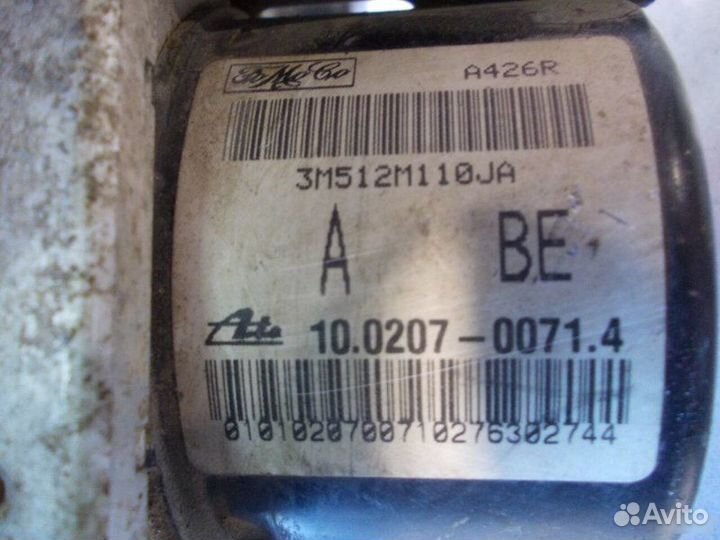 FoMoCo A426R
3M512M110JA
A BE
Ate 10.0207-0071.4
0101020700710276302744
Avito